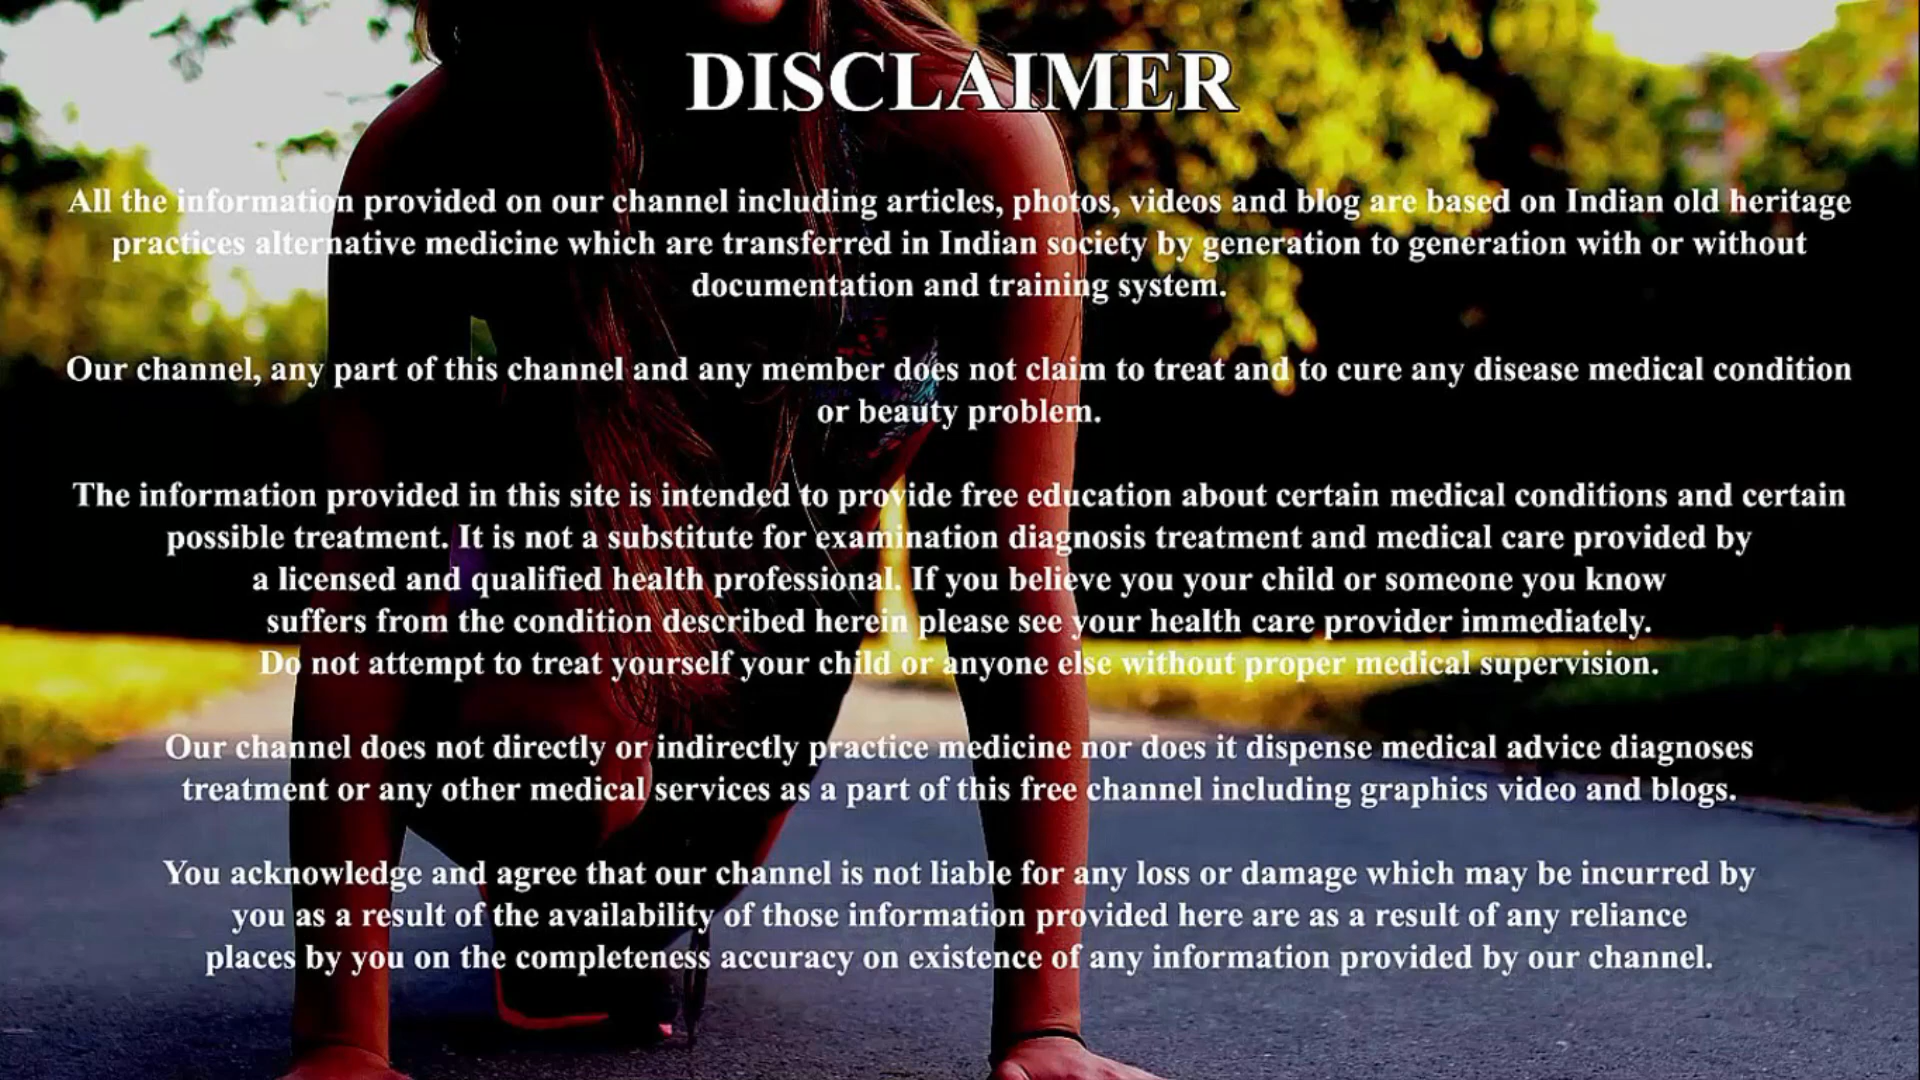 DISCLAIMER
All the information provided on our channel including articles, photos, videos and blog are based on Indian old heritage
practices alternative medicine which are transferred in Indian society by generation to generation with or without
documentation and training system.
Our channel, any part of this channel and any member does not claim to treat and to cure any disease medical condition
or beauty problem.
The information provided in this site is intended to provide free education about certain medical conditions and certain
possible treatment. It is not a substitute for examination diagnosis treatment and medical care provided by
a licensed and qualified health professional. If you believe you your child or someone you know
suffers from the condition described herein please see your health care provider immediately.
Do not attempt to treat yourself your child or anyone else without proper medical supervision.
Our channel does not directly or indirectly practice medicine nor does it dispense medical advice diagnoses
treatment or any other medical services as a part of this free channel including graphics video and blogs.
You acknowledge and agree that our channel is not liable for any loss or damage which may be incurred by
you as a result of the availability of those information provided here are as a result of any reliance
places by you on the completeness accuracy on existence of any information provided by our channel.